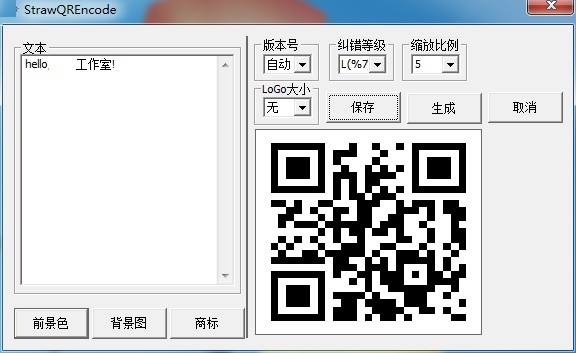 StrawQREncode
文本
hello, 工作室!
版本号
纠错等级
缩放比例
自动
L(%7
5
LoGo大小
无
保存
生成
取消
前景色
背景图
商标